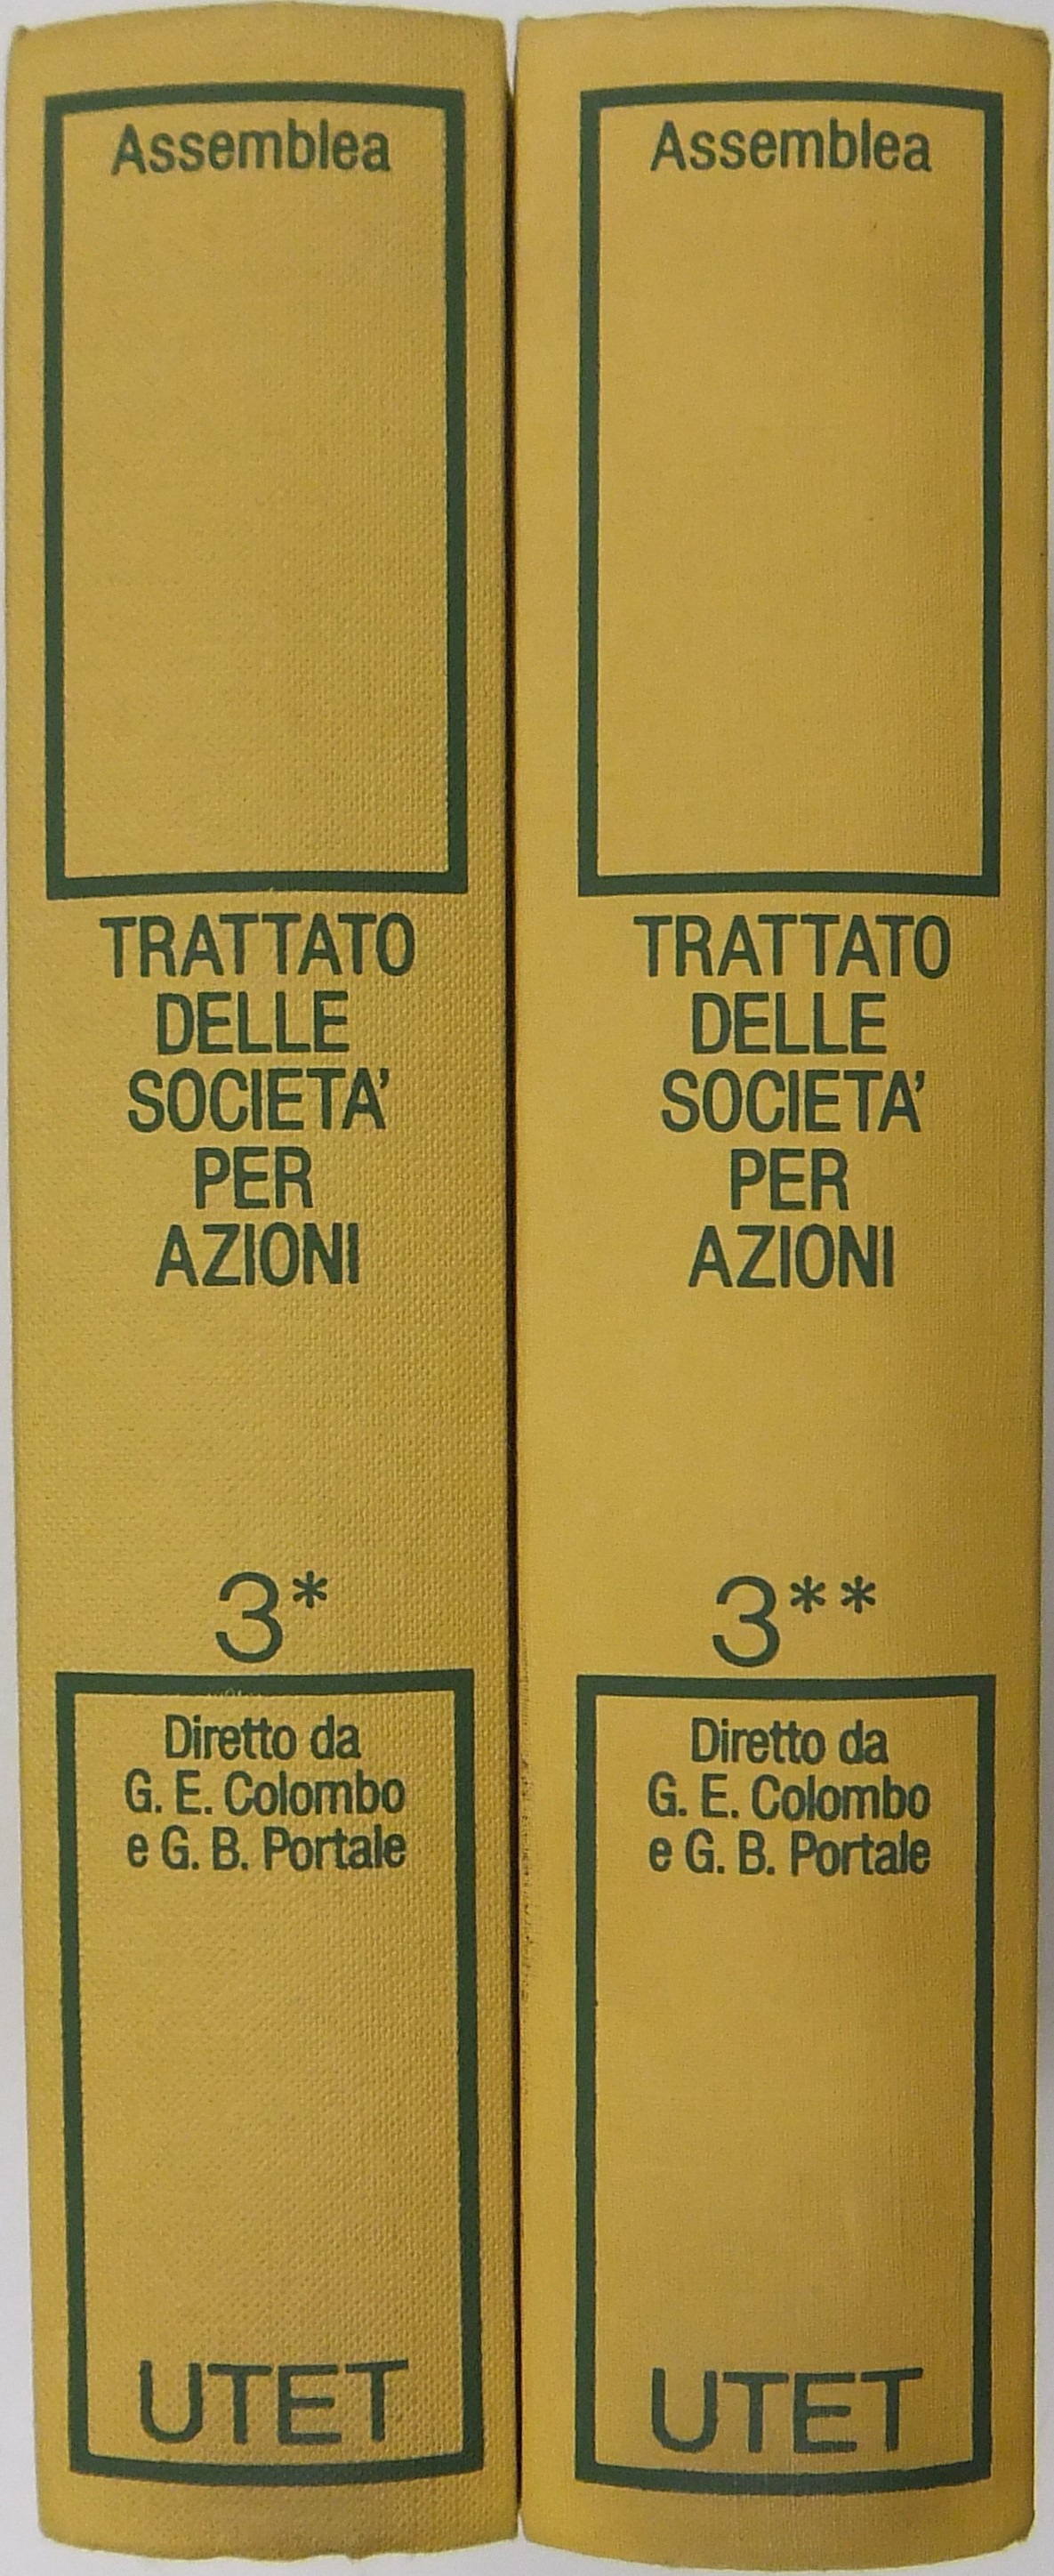 Assemblea
TRATTATO
DELLE
SOCIETA'
PER
AZIONI
3*
Diretto da
G. E. Colombo
e G. B. Portale
UTET
Assemblea
TRATTATO
DELLE
SOCIETA'
PER
AZIONI
3**
Diretto da
G. E. Colombo
e G. B. Portale
UTET